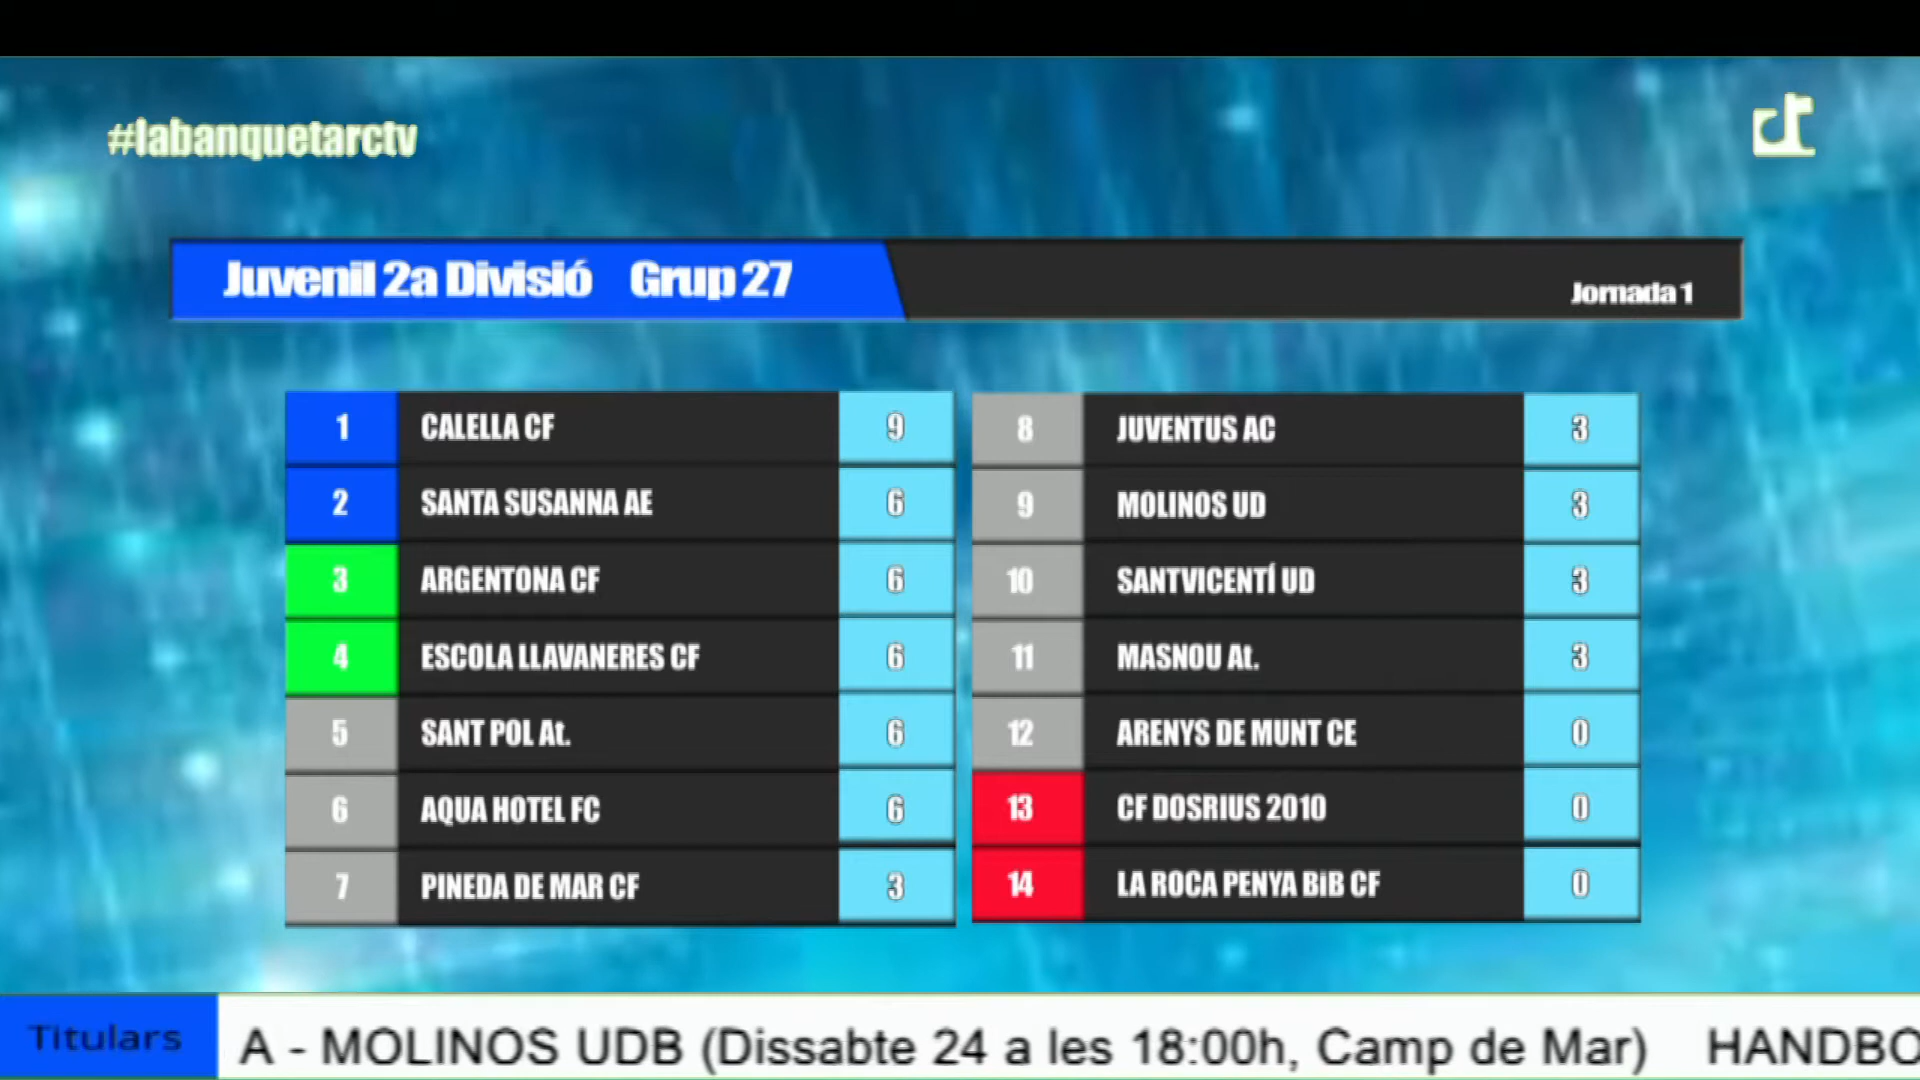 #labanquetarctv
Juvenil 2a Divisió Grup 27
Jornada 1
1 CALELLA CF 9
2 SANTA SUSANNA AE 6
3 ARGENTONA CF 6
4 ESCOLA LLAVANERES CF 6
5 SANT POL At. 6
6 AQUA HOTEL FC 6
7 PINEDA DE MAR CF 3
8 JUVENTUS AC 3
9 MOLINOS UD 3
10 SANTVICENTÍ UD 3
11 MASNOU At. 3
12 ARENYS DE MUNT CE 0
13 CF DOSRIUS 2010 0
14 LA ROCA PENYA BiB CF 0
Titulars
A - MOLINOS UDB (Dissabte 24 a les 18:00h, Camp de Mar) HANDBO